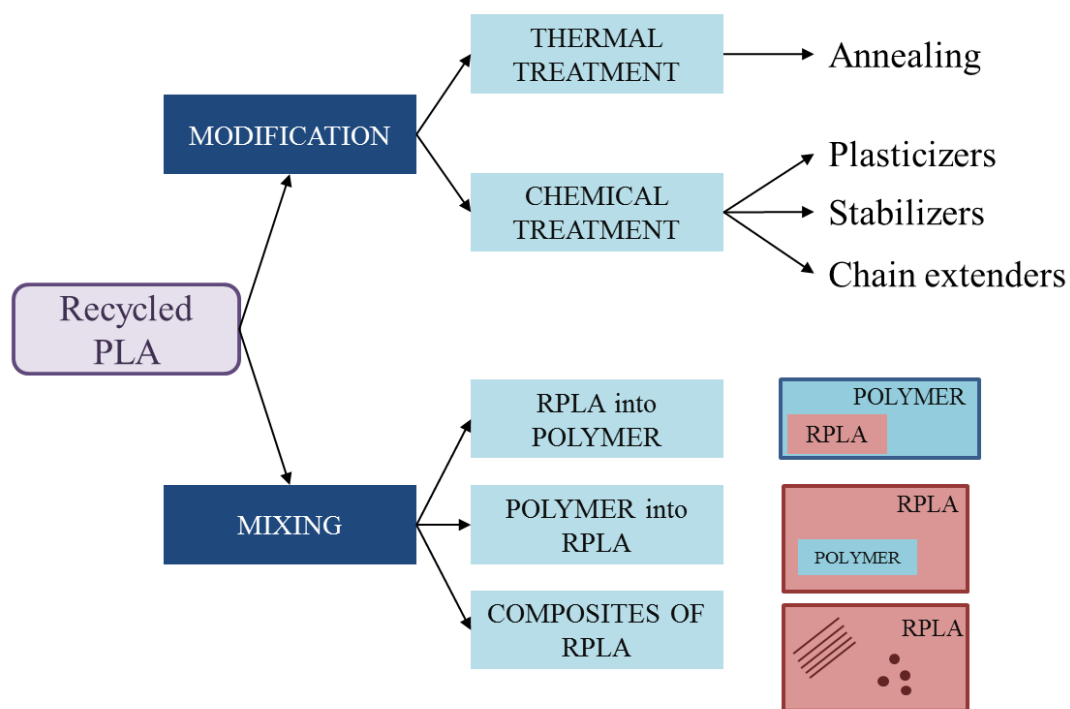 THERMAL
TREATMENT
Annealing
MODIFICATION
Plasticizers
CHEMICAL
TREATMENT
Stabilizers
Chain extenders
Recycled
PLA
RPLA into
POLYMER
POLYMER
RPLA
MIXING
POLYMER into
RPLA
RPLA
POLYMER
COMPOSITES OF
RPLA
RPLA